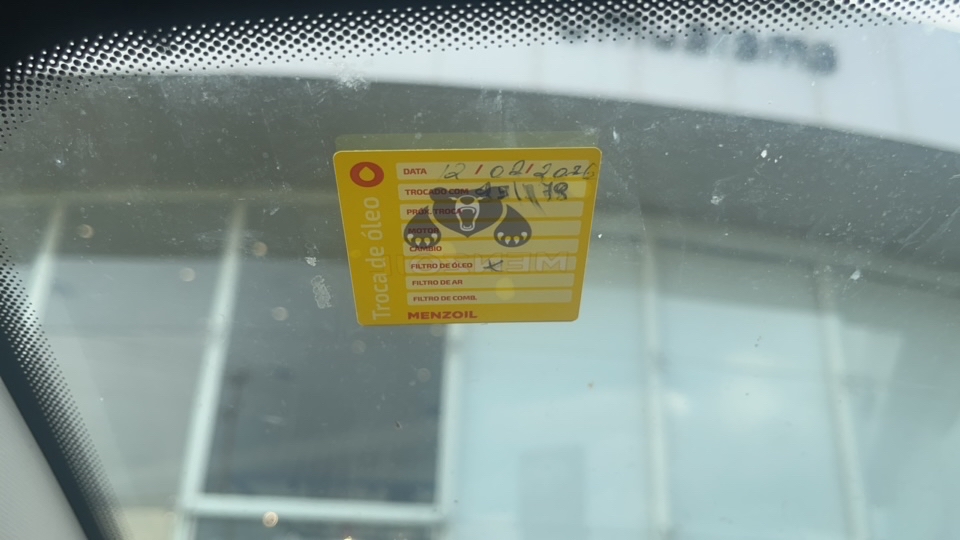 Troca de óleo
DATA 12/02/2026
TROCADO COM
PRÓX. TROCA
MOTOR
CÂMBIO
FILTRO DE ÓLEO X
FILTRO DE AR
FILTRO DE COMB.
MENZOIL